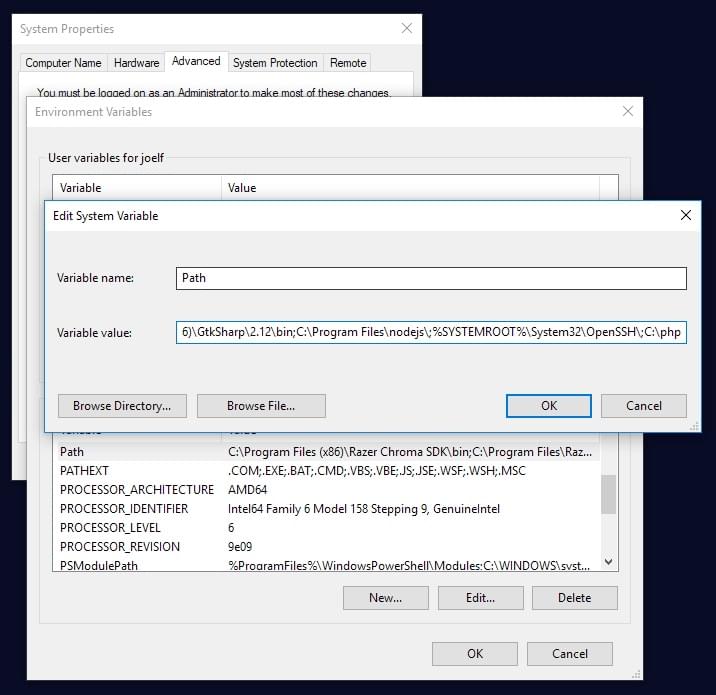 System Properties
Computer Name Hardware Advanced System Protection Remote
You must be logged on as an Administrator to make most of these changes.
Environment Variables
User variables for joelf
Variable Value
Edit System Variable
Variable name: Path
Variable value: 6)\GtkSharp\2.12\bin;C:\Program Files\nodejs\;%SYSTEMROOT%\System32\OpenSSH\;C:\php
Browse Directory... Browse File... OK Cancel
Variable Value
Path C:\Program Files (x86)\Razer Chroma SDK\bin;C:\Program Files\Raz...
PATHEXT .COM;.EXE;.BAT;.CMD;.VBS;.VBE;.JS;.JSE;.WSF;.WSH;.MSC
PROCESSOR_ARCHITECTURE AMD64
PROCESSOR_IDENTIFIER Intel64 Family 6 Model 158 Stepping 9, GenuineIntel
PROCESSOR_LEVEL 6
PROCESSOR_REVISION 9e09
PSModulePath %ProgramFiles%\WindowsPowerShell\Modules;C:\WINDOWS\syst...
New... Edit... Delete
OK Cancel